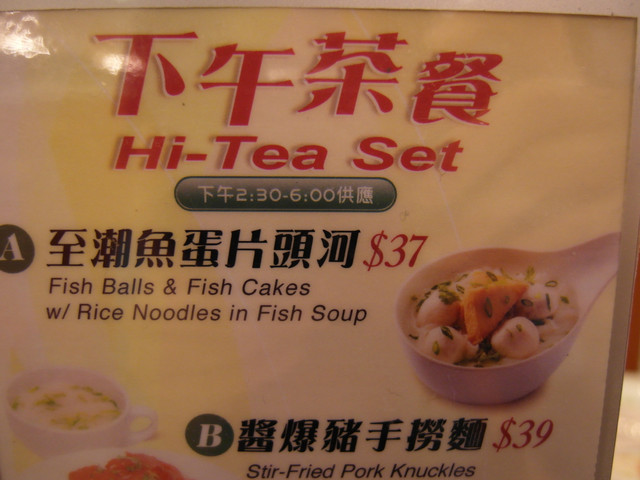 下午茶餐
Hi-Tea Set
下午2:30-6:00供應
A 至潮魚蛋片頭河 $37
Fish Balls & Fish Cakes
w/ Rice Noodles in Fish Soup
B 醬爆豬手撈麵 $39
Stir-Fried Pork Knuckles